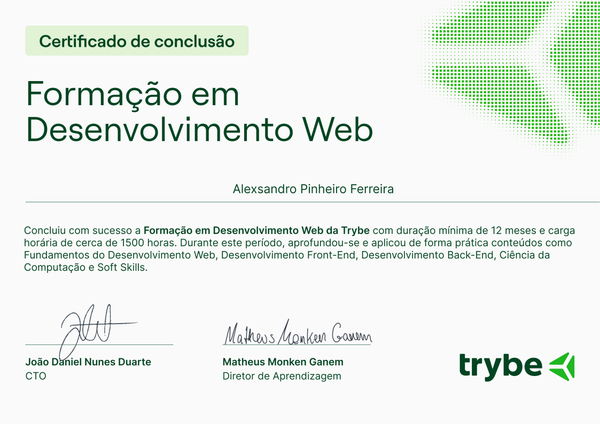 Certificado de conclusão
Formação em
Desenvolvimento Web
Alexsandro Pinheiro Ferreira
Concluiu com sucesso a Formação em Desenvolvimento Web da Trybe com duração mínima de 12 meses e carga
horária de cerca de 1500 horas. Durante este período, aprofundou-se e aplicou de forma prática conteúdos como
Fundamentos do Desenvolvimento Web, Desenvolvimento Front-End, Desenvolvimento Back-End, Ciência da
Computação e Soft Skills.
Matheus Monken Ganem
João Daniel Nunes Duarte
CTO
Matheus Monken Ganem
Diretor de Aprendizagem
trybe